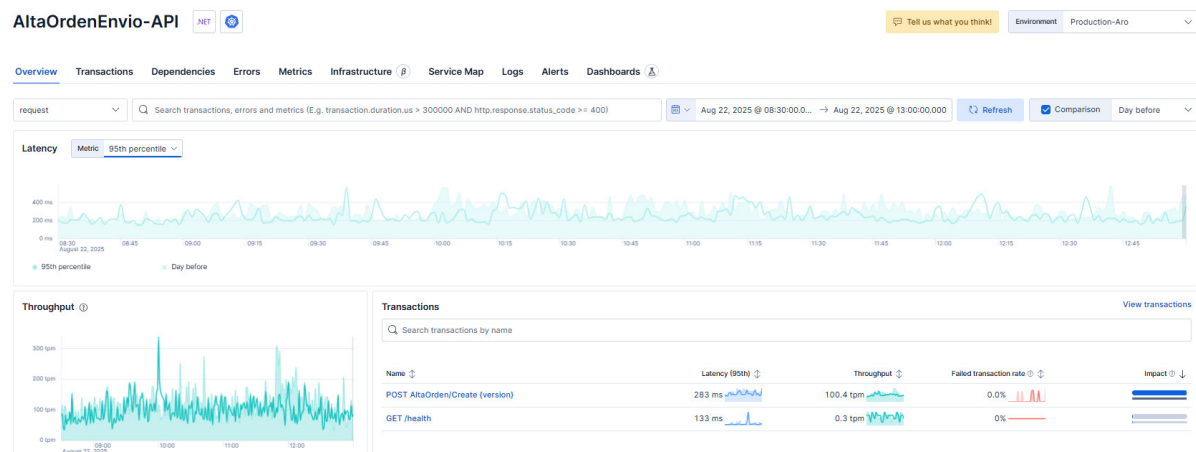 AltaOrdenEnvio-API
.NET
Tell us what you think!
Environment Production-Aro
Overview Transactions Dependencies Errors Metrics Infrastructure β Service Map Logs Alerts Dashboards
request
Search transactions, errors and metrics (E.g. transaction.duration.us > 300000 AND http.response.status_code >= 400)
Aug 22, 2025 @ 08:30:00.0... → Aug 22, 2025 @ 13:00:00.000
Refresh
Comparison Day before
Latency Metric 95th percentile
400 ms
200 ms
0 ms
08:30 08:45 09:00 09:15 09:30 09:45 10:00 10:15 10:30 10:45 11:00 11:15 11:30 11:45 12:00 12:15 12:30 12:45
August 22, 2025
95th percentile Day before
Throughput
300 tpm
200 tpm
100 tpm
0 tpm
09:00 10:00 11:00 12:00
August 22, 2025
Transactions
View transactions
Search transactions by name
Name Latency (95th) Throughput Failed transaction rate Impact
POST AltaOrden/Create {version} 283 ms 100.4 tpm 0.0%
GET /health 133 ms 0.3 tpm 0%